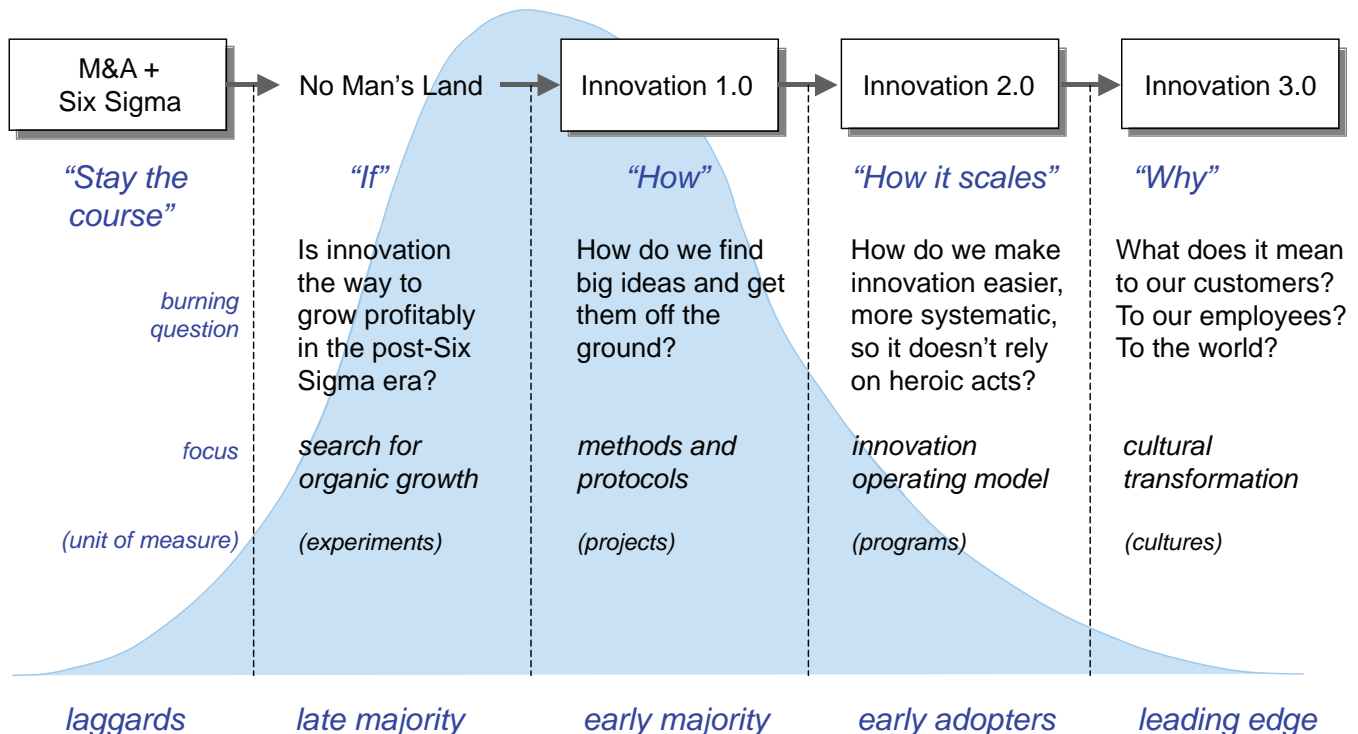 M&A +
Six Sigma
No Man’s Land
Innovation 1.0
Innovation 2.0
Innovation 3.0
“Stay the
course”
“If”
“How”
“How it scales”
“Why”
burning
question
Is innovation
the way to
grow profitably
in the post-Six
Sigma era?
How do we find
big ideas and get
them off the
ground?
How do we make
innovation easier,
more systematic,
so it doesn’t rely
on heroic acts?
What does it mean
to our customers?
To our employees?
To the world?
focus
search for
organic growth
methods and
protocols
innovation
operating model
cultural
transformation
(unit of measure)
(experiments)
(projects)
(programs)
(cultures)
laggards
late majority
early majority
early adopters
leading edge